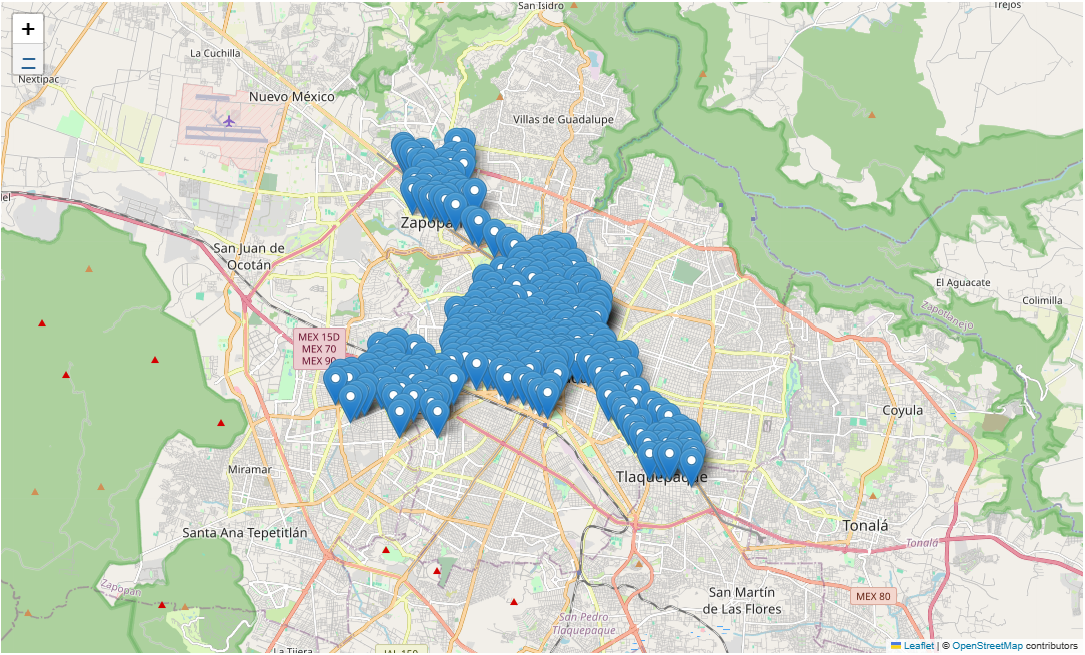 San Isidro
Trejos
+
La Cuchilla
−
Nextipac
Nuevo México
Villas de Guadalupe
San Juan de
Ocotán
El Aguacate
Colimilla
Zapotlanejo
MEX 15D
MEX 70
MEX 90
Coyula
Miramar
Tlaquepaque
Santa Ana Tepetitlán
Tonalá
Tonalá
Zapopan
San Martín
de Las Flores
MEX 80
San Pedro
Tlaquepaque
La Tijera
JAL 150
Leaflet | © OpenStreetMap contributors